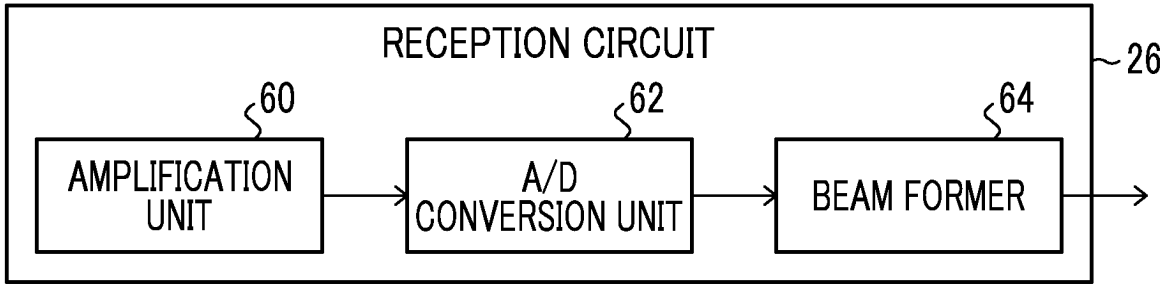 RECEPTION CIRCUIT
26
60
62
64
AMPLIFICATION
UNIT
A/D
CONVERSION UNIT
BEAM FORMER